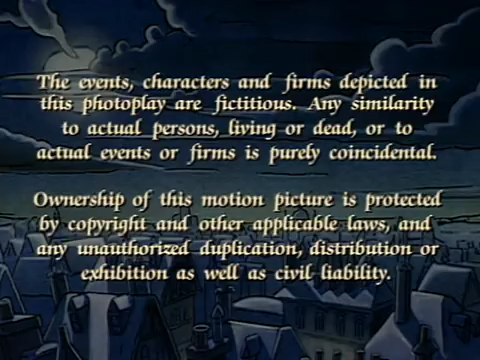 The events, characters and firms depicted in
this photoplay are fictitious. Any similarity
to actual persons, living or dead, or to
actual events or firms is purely coincidental.
Ownership of this motion picture is protected
by copyright and other applicable laws, and
any unauthorized duplication, distribution or
exhibition as well as civil liability.